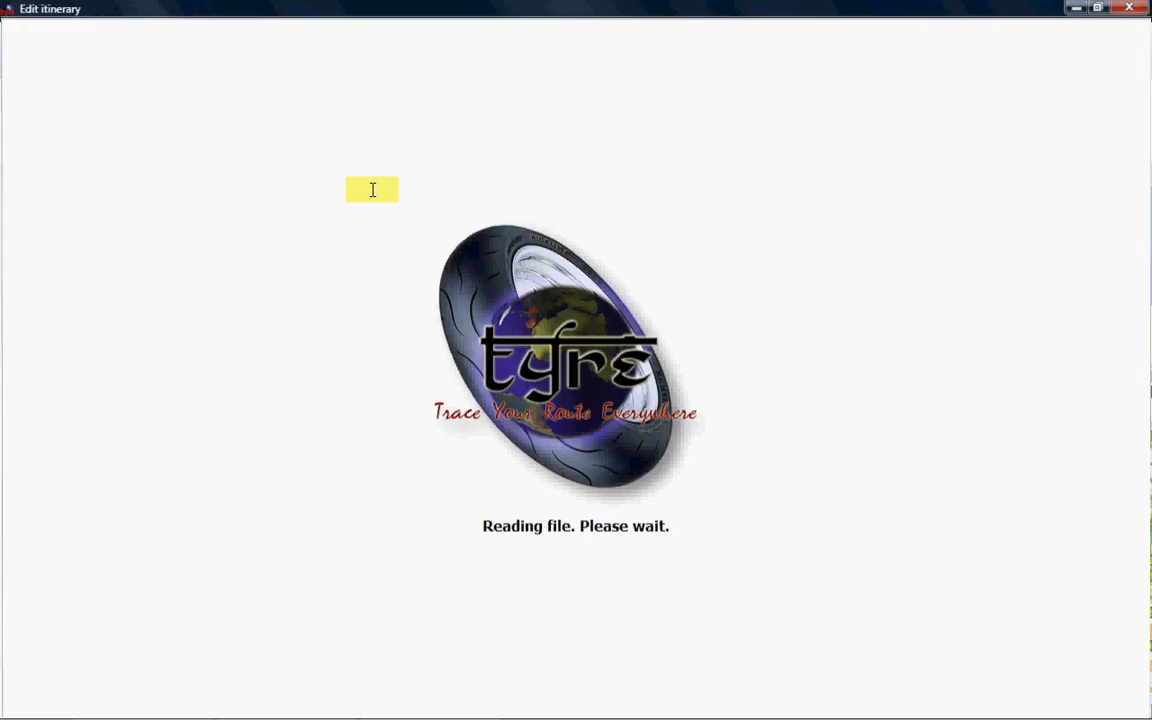 Edit itinerary
tyre
Trace Your Route Everywhere
Reading file. Please wait.